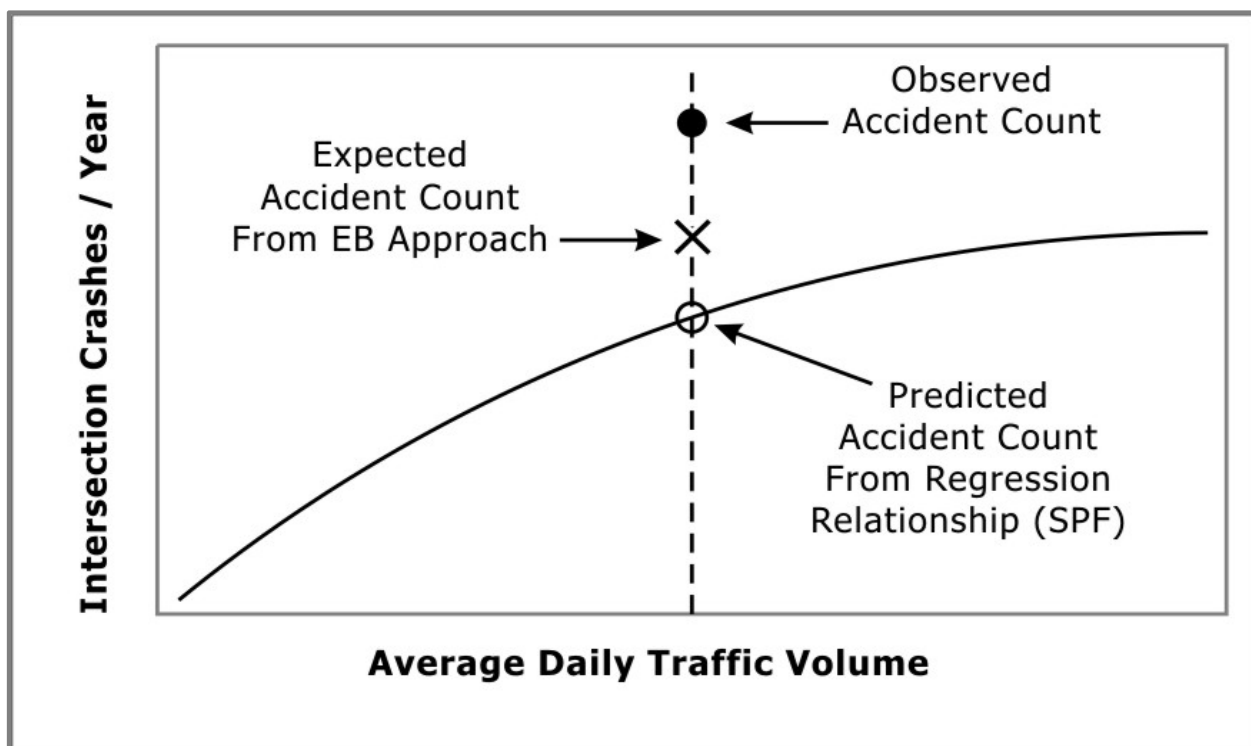 Observed
Accident Count
Expected
Accident Count
From EB Approach
Predicted
Accident Count
From Regression
Relationship (SPF)
Intersection Crashes / Year
Average Daily Traffic Volume